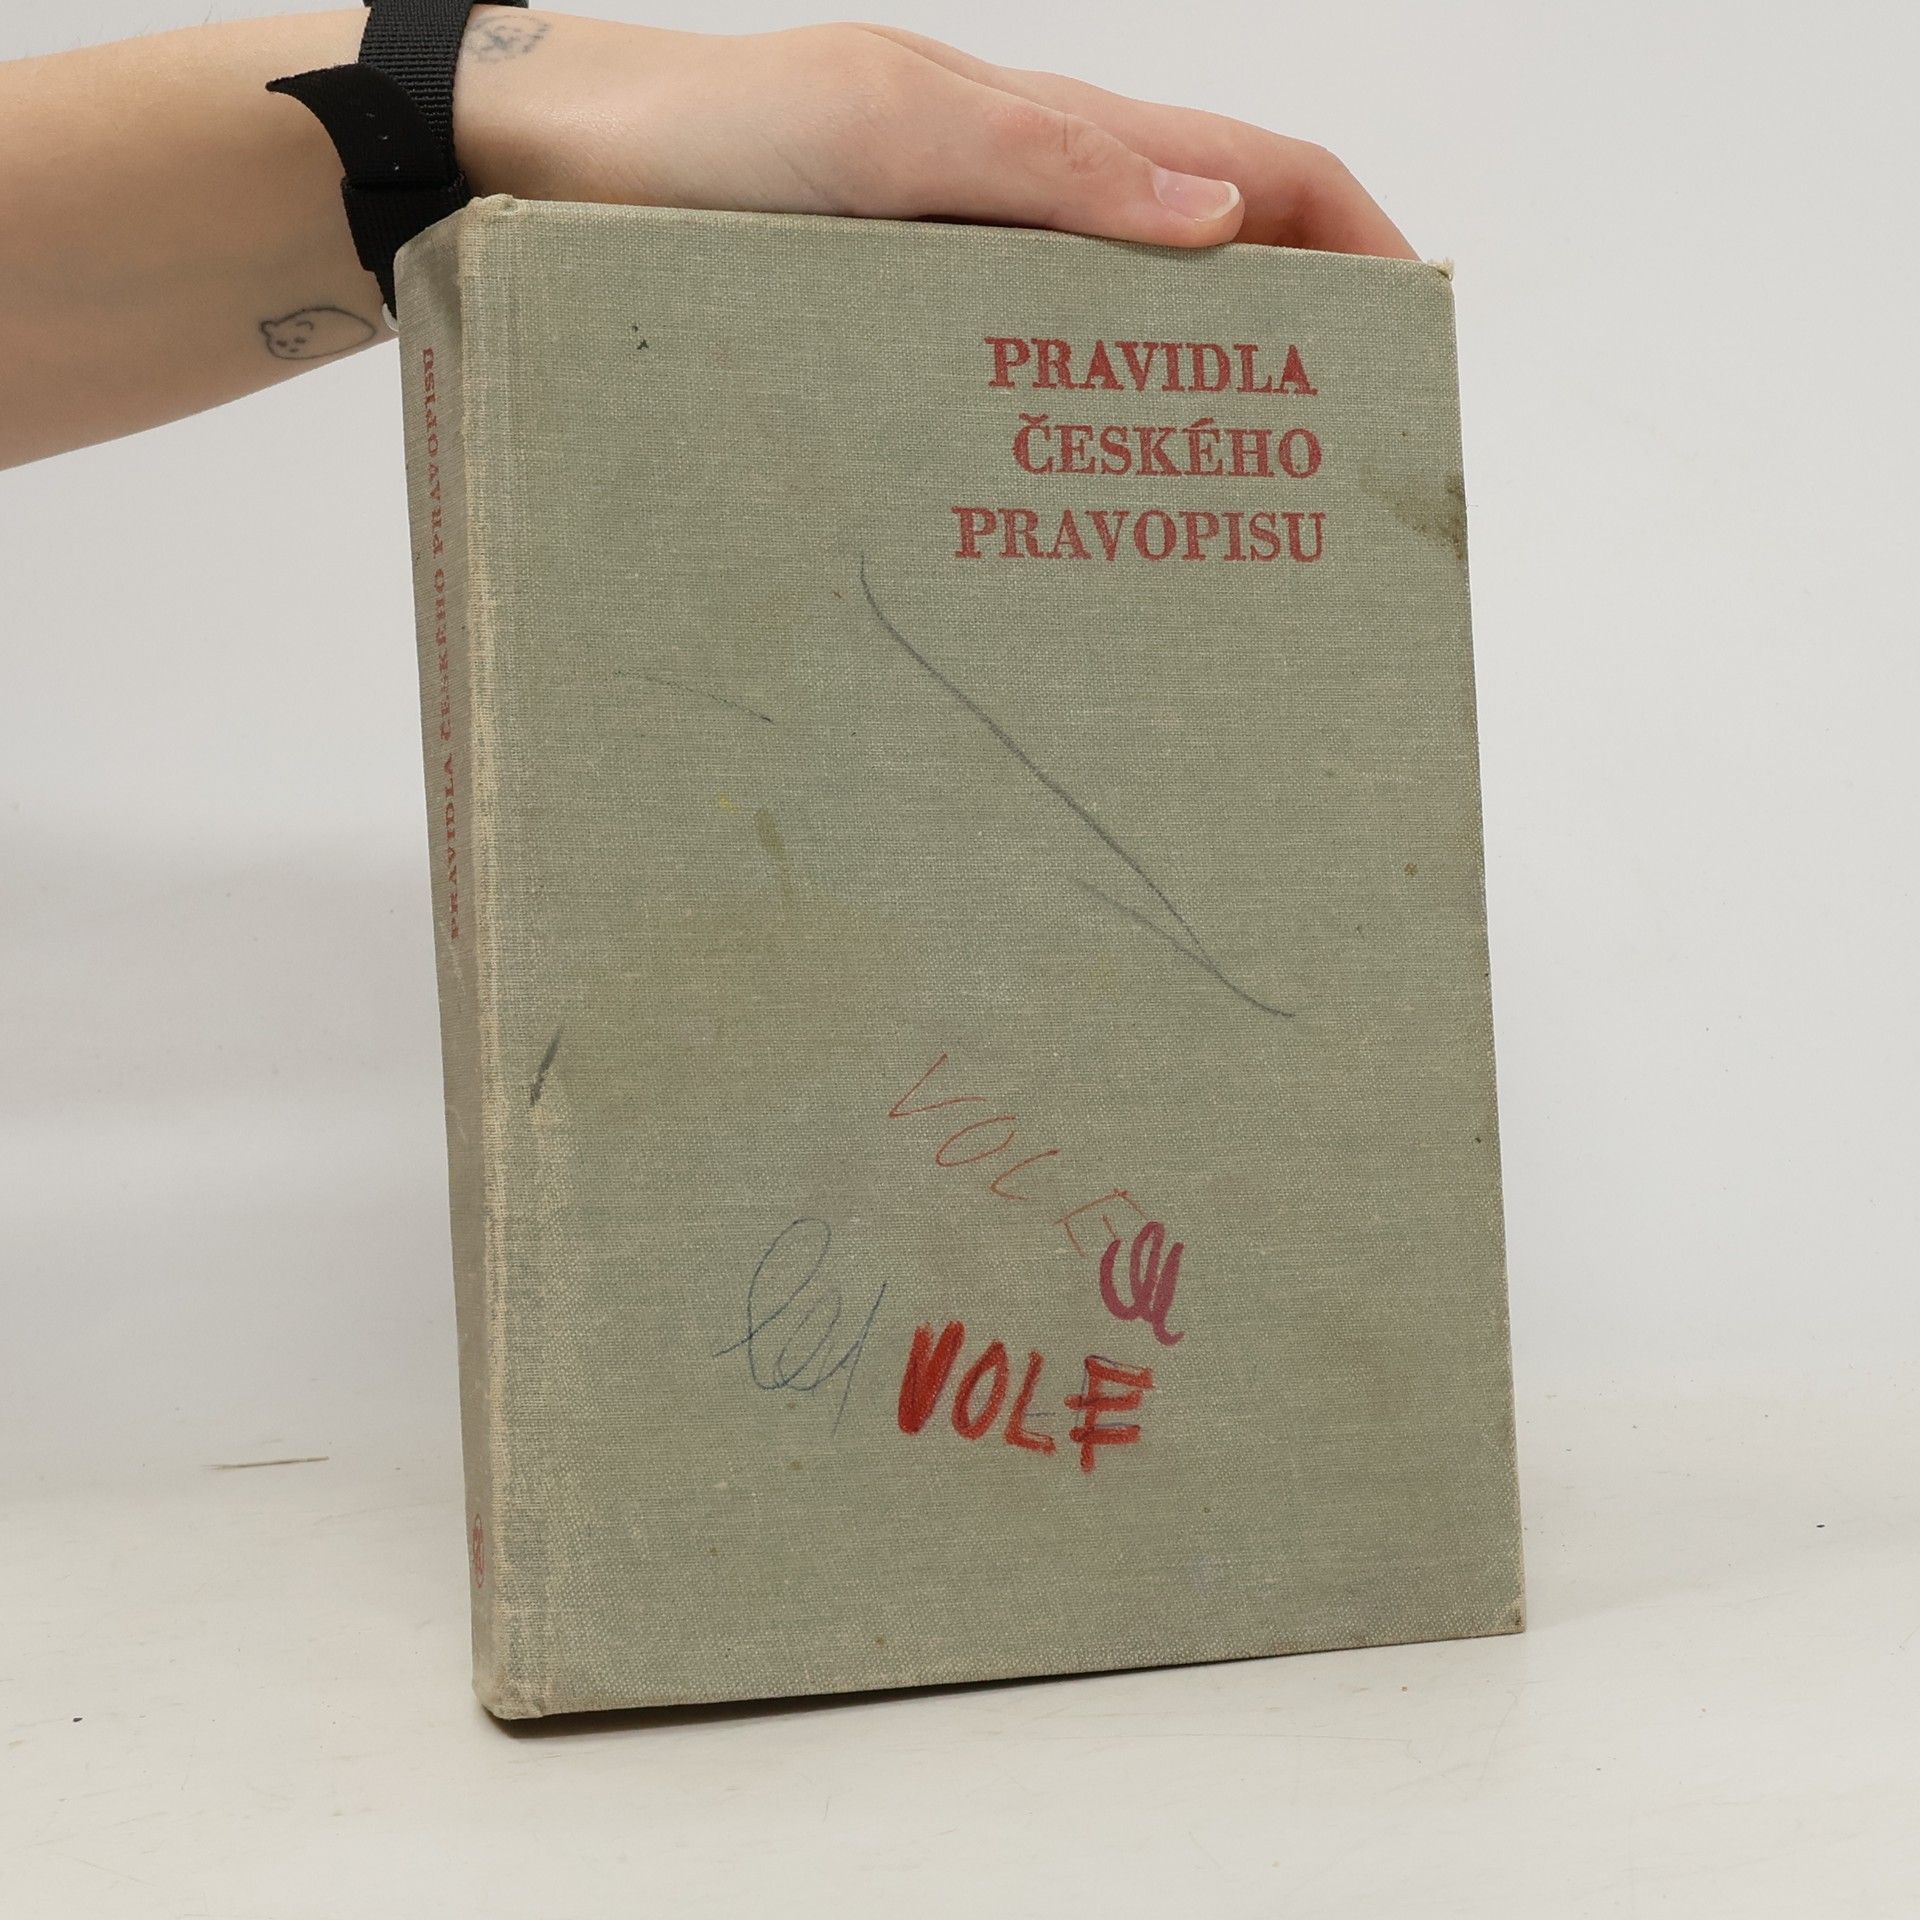 PRAVIDLA
ČESKÉHO
PRAVOPISU
PRAVIDLA ČESKÉHO PRAVOPISU
VOLE
VOLE